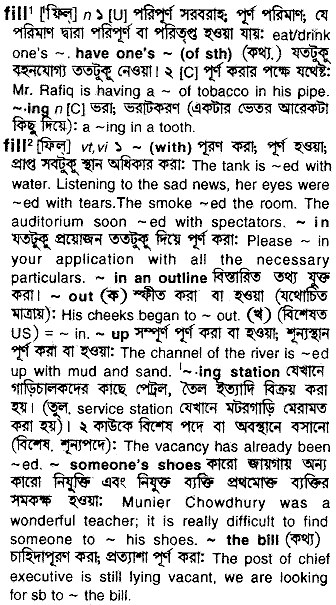 fill¹ [ফিল্] n ১ [U] পরিপূর্ণ সরবরাহ; পূর্ণ পরিমাণ; যে
পরিমাণ দ্বারা পরিপূর্ণ বা পরিতৃপ্ত হওয়া যায়: eat/drink
one's ~. have one's ~ (of sth) (কথ্য.) যতটুকু
বহনযোগ্য ততটুকু নেওয়া। ২ [C] পূর্ণ করার পক্ষে যথেষ্ট:
Mr. Rafiq is having a ~ of tobacco in his pipe.
~.ing n [C] ভরা; ভরাটকরণ (একটার ভেতর আরেকটা
কিছু দিয়ে): a ~ing in a tooth.
fill² [ফিল্] vt,vi ১ ~ (with) পূরণ করা; পূর্ণ হওয়া;
প্রাপ্ত সবটুকু স্থান অধিকার করা: The tank is ~ed with
water. Listening to the sad news, her eyes were
~ed with tears.The smoke ~ed the room. The
auditorium soon ~ed with spectators. ~ in
যতটুকু প্রয়োজন ততটুকু দিয়ে পূর্ণ করা: Please ~ in
your application with all the necessary
particulars. ~ in an outline বিস্তারিত তথ্য যুক্ত
করা। ~ out (ক) স্ফীত করা বা হওয়া (যথোচিত
মাত্রায়): His cheeks began to ~ out. (খ) (বিশেষত
US) = ~ in. ~ up সম্পূর্ণ পূর্ণ করা বা হওয়া; শূন্যস্থান
পূর্ণ করা বা হওয়া: The channel of the river is ~ed
up with mud and sand. ˈ~.ing station যেখানে
গাড়িচালকদের কাছে পেট্রল, তৈল ইত্যাদি বিক্রয় করা
হয়। (তুল. service station যেখানে মটরগাড়ি মেরামত
করা হয়)। ২ কাউকে বিশেষ পদে বা অবস্থানে বসানো
(বিশেষ. শূন্যপদে): The vacancy has already been
~ed. ~ someone's shoes কারো জায়গায় অন্য
কারো নিযুক্তি এবং নিযুক্ত ব্যক্তি প্রথমোক্ত ব্যক্তির
সমকক্ষ হওয়া: Munier Chowdhury was a
wonderful teacher; it is really difficult to find
someone to ~ his shoes. ~ the bill (কথ্য)
চাহিদাপূরণ করা; প্রত্যাশা পূর্ণ করা: The post of chief
executive is still lying vacant, we are looking
for sb to ~ the bill.